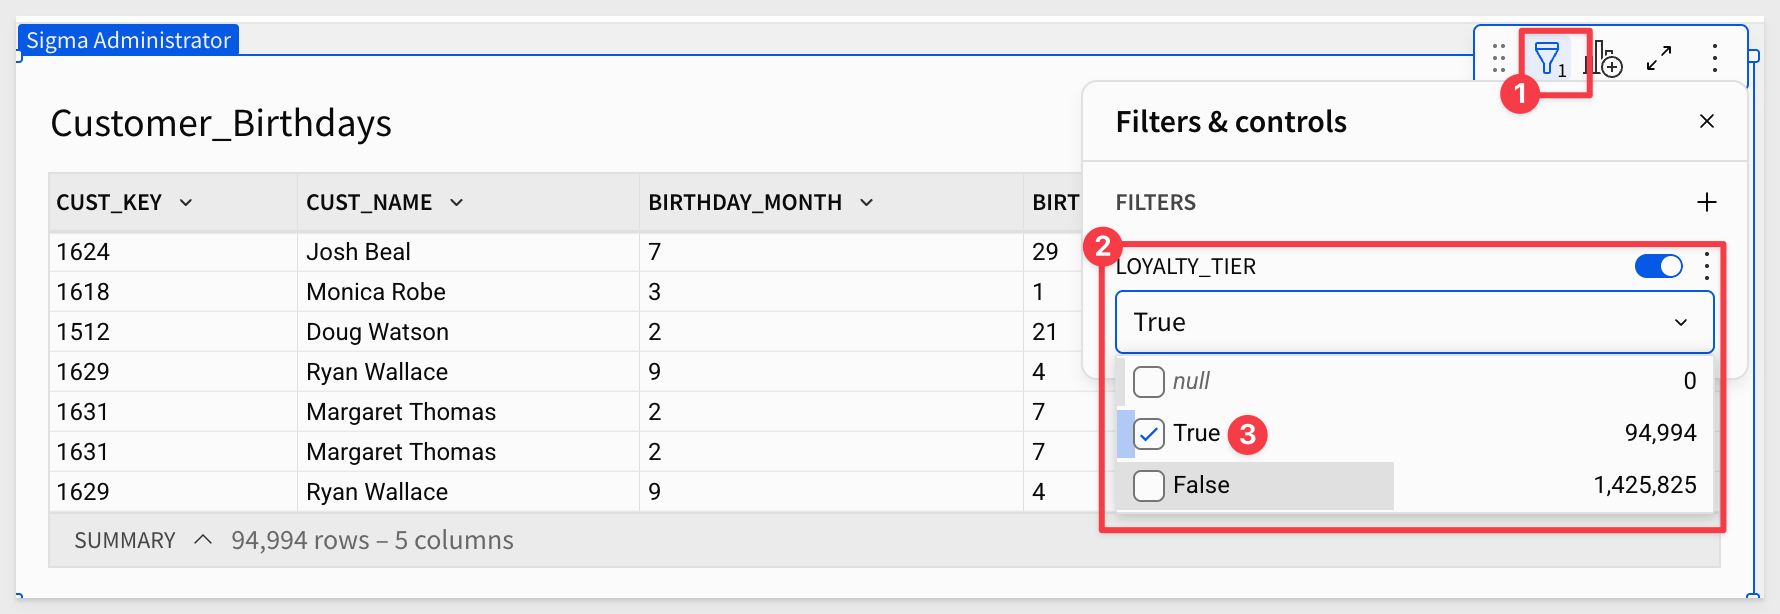 Sigma Administrator
1
1
Customer_Birthdays
Filters & controls
CUST_KEY CUST_NAME BIRTHDAY_MONTH BIRT
FILTERS
1624 Josh Beal 7 29
1618 Monica Robe 3 1
1512 Doug Watson 2 21
1629 Ryan Wallace 9 4
1631 Margaret Thomas 2 7
1631 Margaret Thomas 2 7
1629 Ryan Wallace 9 4
SUMMARY 94,994 rows – 5 columns
2
LOYALTY_TIER
True
null 0
True 3 94,994
False 1,425,825